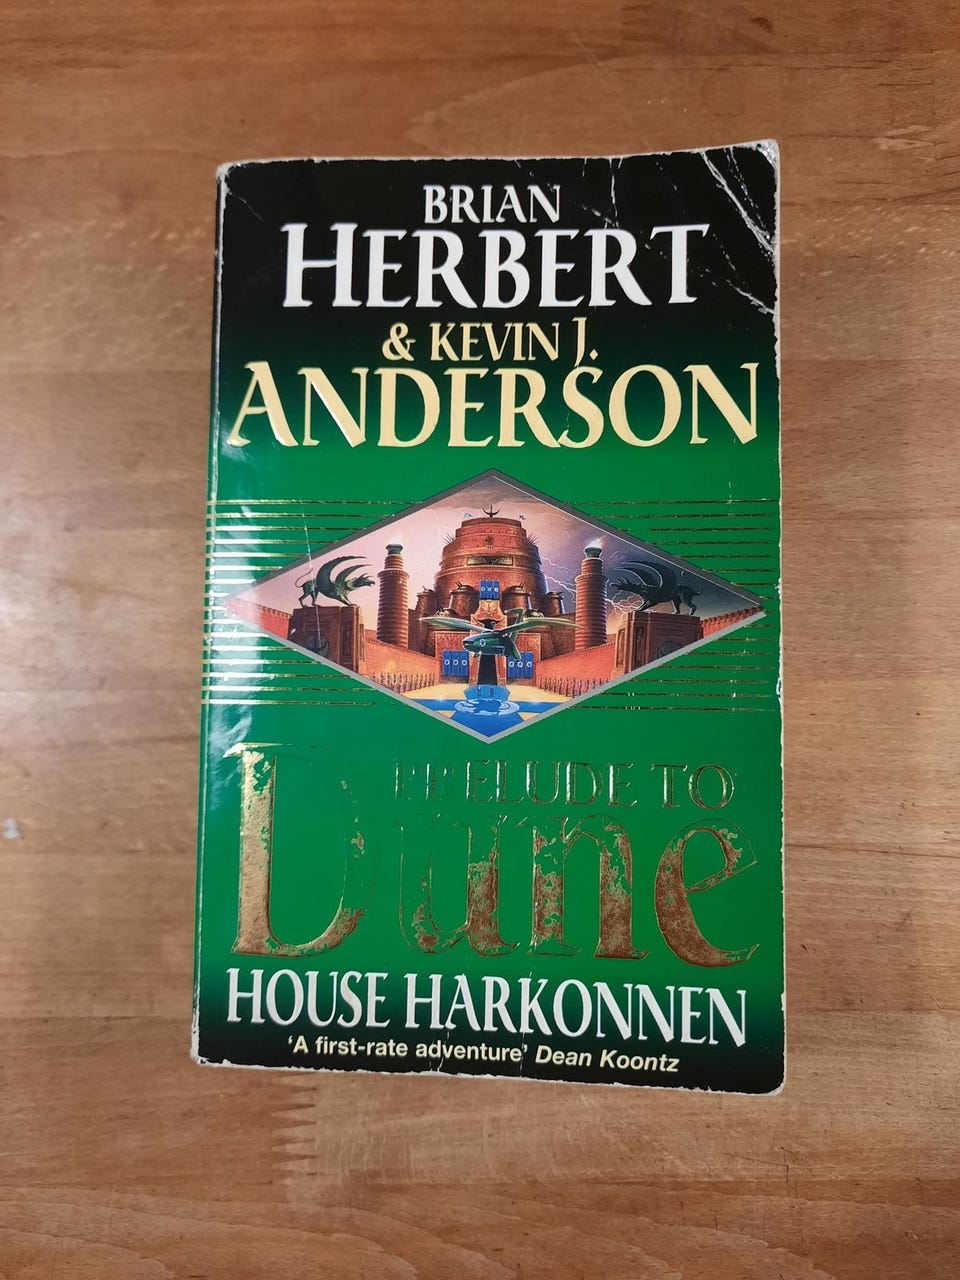 BRIAN
HERBERT
& KEVIN J.
ANDERSON
PRELUDE TO
Dune
HOUSE HARKONNEN
'A first-rate adventure' Dean Koontz